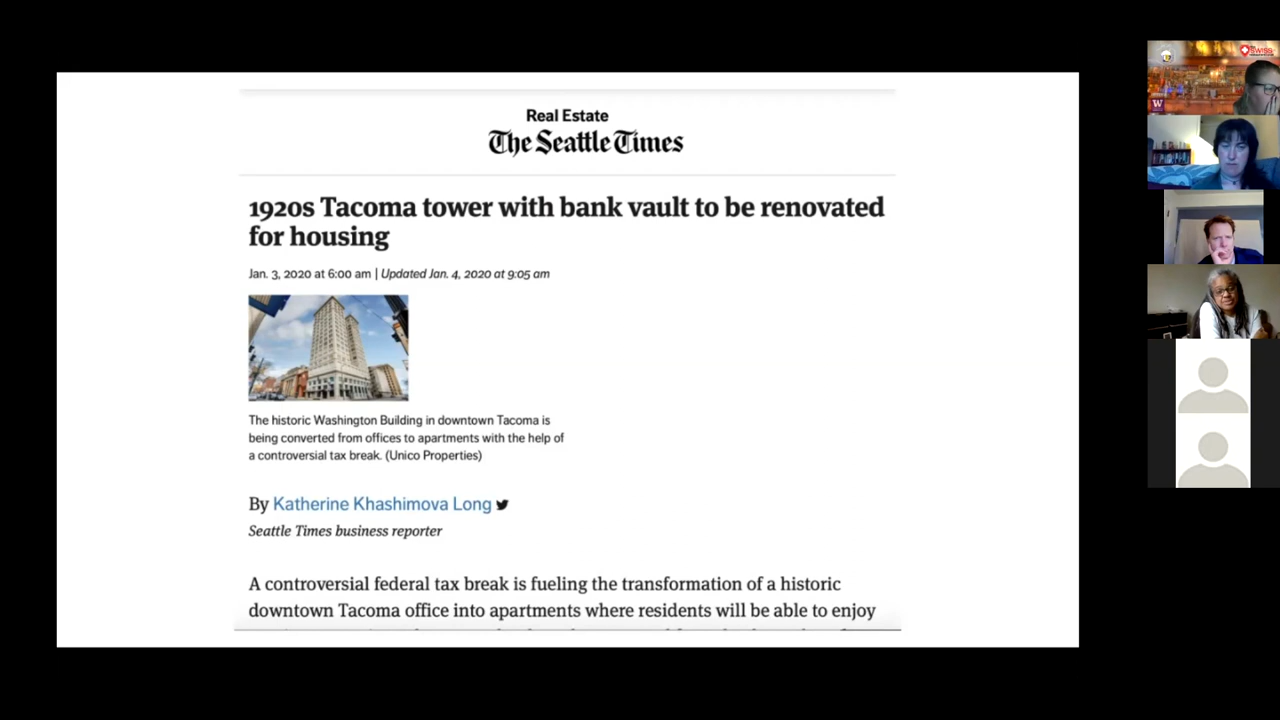 Real Estate
The Seattle Times
1920s Tacoma tower with bank vault to be renovated
for housing
Jan. 3, 2020 at 6:00 am | Updated Jan. 4, 2020 at 9:05 am
The historic Washington Building in downtown Tacoma is
being converted from offices to apartments with the help of
a controversial tax break. (Unico Properties)
By Katherine Khashimova Long
Seattle Times business reporter
A controversial federal tax break is fueling the transformation of a historic
downtown Tacoma office into apartments where residents will be able to enjoy
SWISS
W